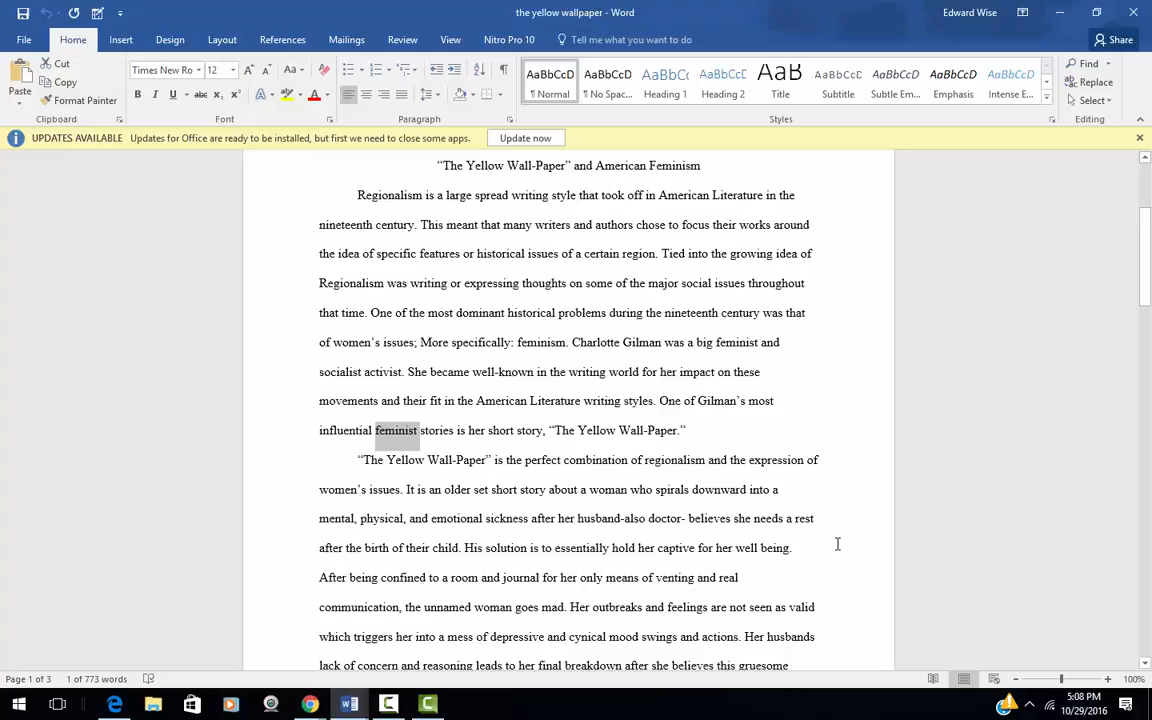 the yellow wallpaper - Word
Edward Wise
File Home Insert Design Layout References Mailings Review View Nitro Pro 10 Tell me what you want to do Share
Paste
Cut
Copy
Format Painter
Clipboard
Times New Ro 12 Aa
B I U abc X₂ X² A A
Font
Paragraph
AaBbCcD AaBbCcD AaBbCc AaBbCcD AaB AaBbCcD AaBbCcD AaBbCcD AaBbCcD
¶ Normal ¶ No Spac... Heading 1 Heading 2 Title Subtitle Subtle Em... Emphasis Intense E...
Styles
Find
Replace
Select
Editing
UPDATES AVAILABLE Updates for Office are ready to be installed, but first we need to close some apps. Update now
“The Yellow Wall-Paper” and American Feminism
Regionalism is a large spread writing style that took off in American Literature in the
nineteenth century. This meant that many writers and authors chose to focus their works around
the idea of specific features or historical issues of a certain region. Tied into the growing idea of
Regionalism was writing or expressing thoughts on some of the major social issues throughout
that time. One of the most dominant historical problems during the nineteenth century was that
of women’s issues; More specifically: feminism. Charlotte Gilman was a big feminist and
socialist activist. She became well-known in the writing world for her impact on these
movements and their fit in the American Literature writing styles. One of Gilman’s most
influential feminist stories is her short story, “The Yellow Wall-Paper.”
“The Yellow Wall-Paper” is the perfect combination of regionalism and the expression of
women’s issues. It is an older set short story about a woman who spirals downward into a
mental, physical, and emotional sickness after her husband-also doctor- believes she needs a rest
after the birth of their child. His solution is to essentially hold her captive for her well being.
After being confined to a room and journal for her only means of venting and real
communication, the unnamed woman goes mad. Her outbreaks and feelings are not seen as valid
which triggers her into a mess of depressive and cynical mood swings and actions. Her husbands
lack of concern and reasoning leads to her final breakdown after she believes this gruesome
Page 1 of 3 1 of 773 words
100%
5:08 PM
10/29/2016